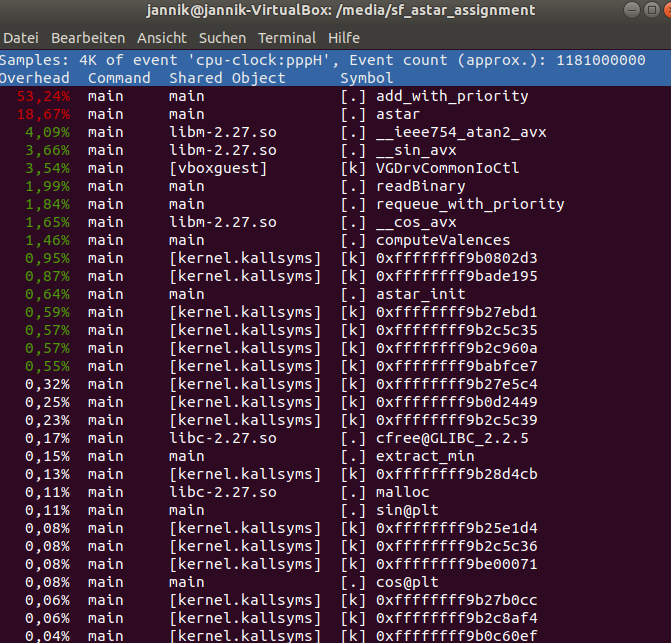 jannik@jannik-VirtualBox: /media/sf_astar_assignment
Datei Bearbeiten Ansicht Suchen Terminal Hilfe
Samples: 4K of event 'cpu-clock:pppH', Event count (approx.): 1181000000
Overhead  Command  Shared Object      Symbol
53,24%  main     main               [.] add_with_priority
18,67%  main     main               [.] astar
4,09%  main     libm-2.27.so       [.] __ieee754_atan2_avx
3,66%  main     libm-2.27.so       [.] __sin_avx
3,54%  main     [vboxguest]        [k] VGDrvCommonIoCtl
1,99%  main     main               [.] readBinary
1,84%  main     main               [.] requeue_with_priority
1,65%  main     libm-2.27.so       [.] __cos_avx
1,46%  main     main               [.] computeValences
0,95%  main     [kernel.kallsyms]  [k] 0xffffffff9b0802d3
0,87%  main     [kernel.kallsyms]  [k] 0xffffffff9bade195
0,64%  main     main               [.] astar_init
0,59%  main     [kernel.kallsyms]  [k] 0xffffffff9b27ebd1
0,57%  main     [kernel.kallsyms]  [k] 0xffffffff9b2c5c35
0,57%  main     [kernel.kallsyms]  [k] 0xffffffff9b2c960a
0,55%  main     [kernel.kallsyms]  [k] 0xffffffff9babfce7
0,32%  main     [kernel.kallsyms]  [k] 0xffffffff9b27e5c4
0,25%  main     [kernel.kallsyms]  [k] 0xffffffff9b0d2449
0,23%  main     [kernel.kallsyms]  [k] 0xffffffff9b2c5c39
0,17%  main     libc-2.27.so       [.] cfree@GLIBC_2.2.5
0,15%  main     main               [.] extract_min
0,13%  main     [kernel.kallsyms]  [k] 0xffffffff9b28d4cb
0,11%  main     libc-2.27.so       [.] malloc
0,11%  main     main               [.] sin@plt
0,08%  main     [kernel.kallsyms]  [k] 0xffffffff9b25e1d4
0,08%  main     [kernel.kallsyms]  [k] 0xffffffff9b2c5c36
0,08%  main     [kernel.kallsyms]  [k] 0xffffffff9be00071
0,08%  main     main               [.] cos@plt
0,06%  main     [kernel.kallsyms]  [k] 0xffffffff9b27b0cc
0,06%  main     [kernel.kallsyms]  [k] 0xffffffff9b2c8af4
0,04%  main     [kernel.kallsyms]  [k] 0xffffffff9b0c60ef